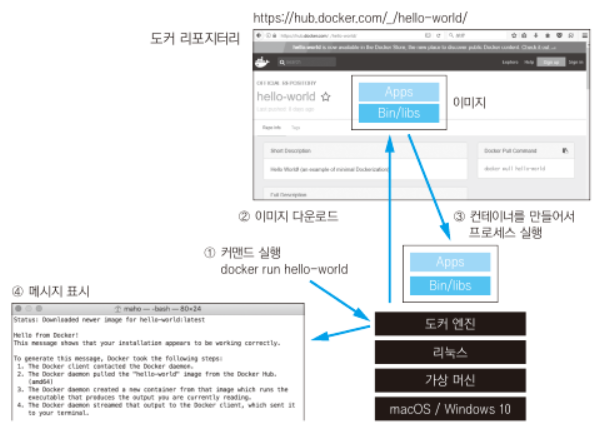 https://hub.docker.com/_/hello-world/
도커 리포지터리
https://hub.docker.com/_/hello-world/
hello-world is now available in the Docker Store, the new place to discover public Docker content. Check it out →
Search
Explore Help Sign up Sign in
OFFICIAL REPOSITORY
hello-world ☆
Last pushed: 4 days ago
Apps
Bin/libs
이미지
Repo Info Tags
Short Description
Docker Pull Command
Hello World! (an example of minimal Dockerization)
docker pull hello-world
Full Description
② 이미지 다운로드
③ 컨테이너를 만들어서
프로세스 실행
① 커맨드 실행
docker run hello-world
Apps
Bin/libs
④ 메시지 표시
maho — -bash — 80×24
Status: Downloaded newer image for hello-world:latest
Hello from Docker!
This message shows that your installation appears to be working correctly.
To generate this message, Docker took the following steps:
1. The Docker client contacted the Docker daemon.
2. The Docker daemon pulled the "hello-world" image from the Docker Hub.
(amd64)
3. The Docker daemon created a new container from that image which runs the
executable that produces the output you are currently reading.
4. The Docker daemon streamed that output to the Docker client, which sent it
to your terminal.
도커 엔진
리눅스
가상 머신
macOS / Windows 10